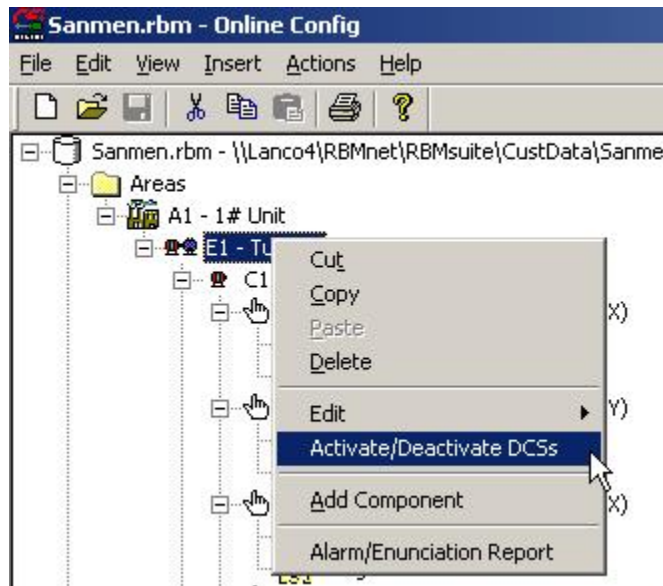 Sanmen.rbm - Online Config
File Edit View Insert Actions Help
Sanmen.rbm - \\Lanco4\RBMnet\RBMsuite\CustData\Sanme
Areas
A1 - 1# Unit
E1 - Tu
C1
Cut
Copy
X)
Paste
Delete
Edit
Y)
Activate/Deactivate DCSs
Add Component
X)
Alarm/Enunciation Report